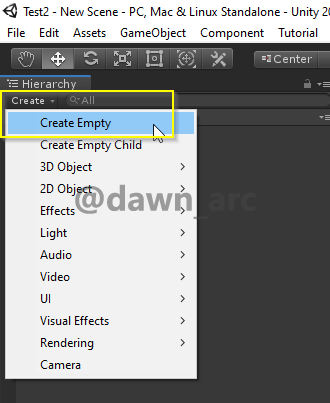 Test2 - New Scene - PC, Mac & Linux Standalone - Unity 20
File Edit Assets GameObject Component Tutorial
Center
Hierarchy
Create All
Create Empty
Create Empty Child
3D Object
2D Object
Effects
@dawn_arc
Light
Audio
Video
UI
Visual Effects
Rendering
Camera